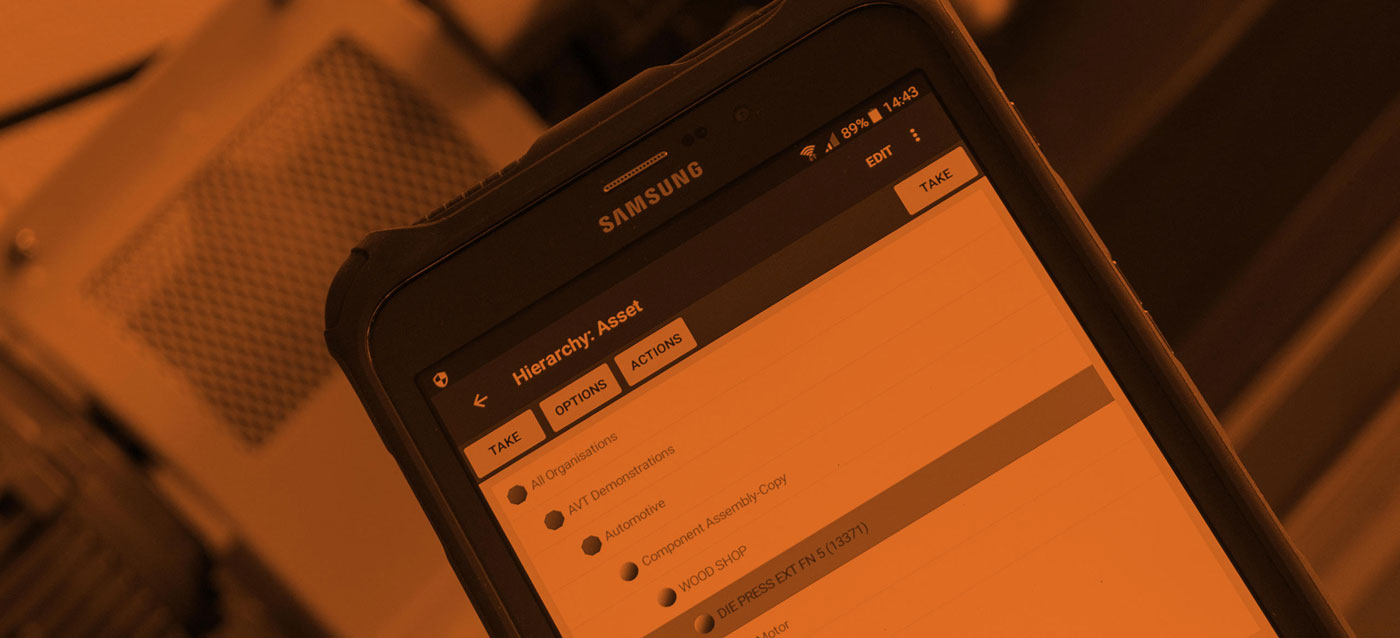 SAMSUNG
89% 14:43
Hierarchy: Asset
EDIT
TAKE OPTIONS ACTIONS
TAKE
All Organisations
AVT Demonstrations
Automotive
Component Assembly-Copy
WOOD SHOP
DIE PRESS EXT FN 5 (13371)
Motor